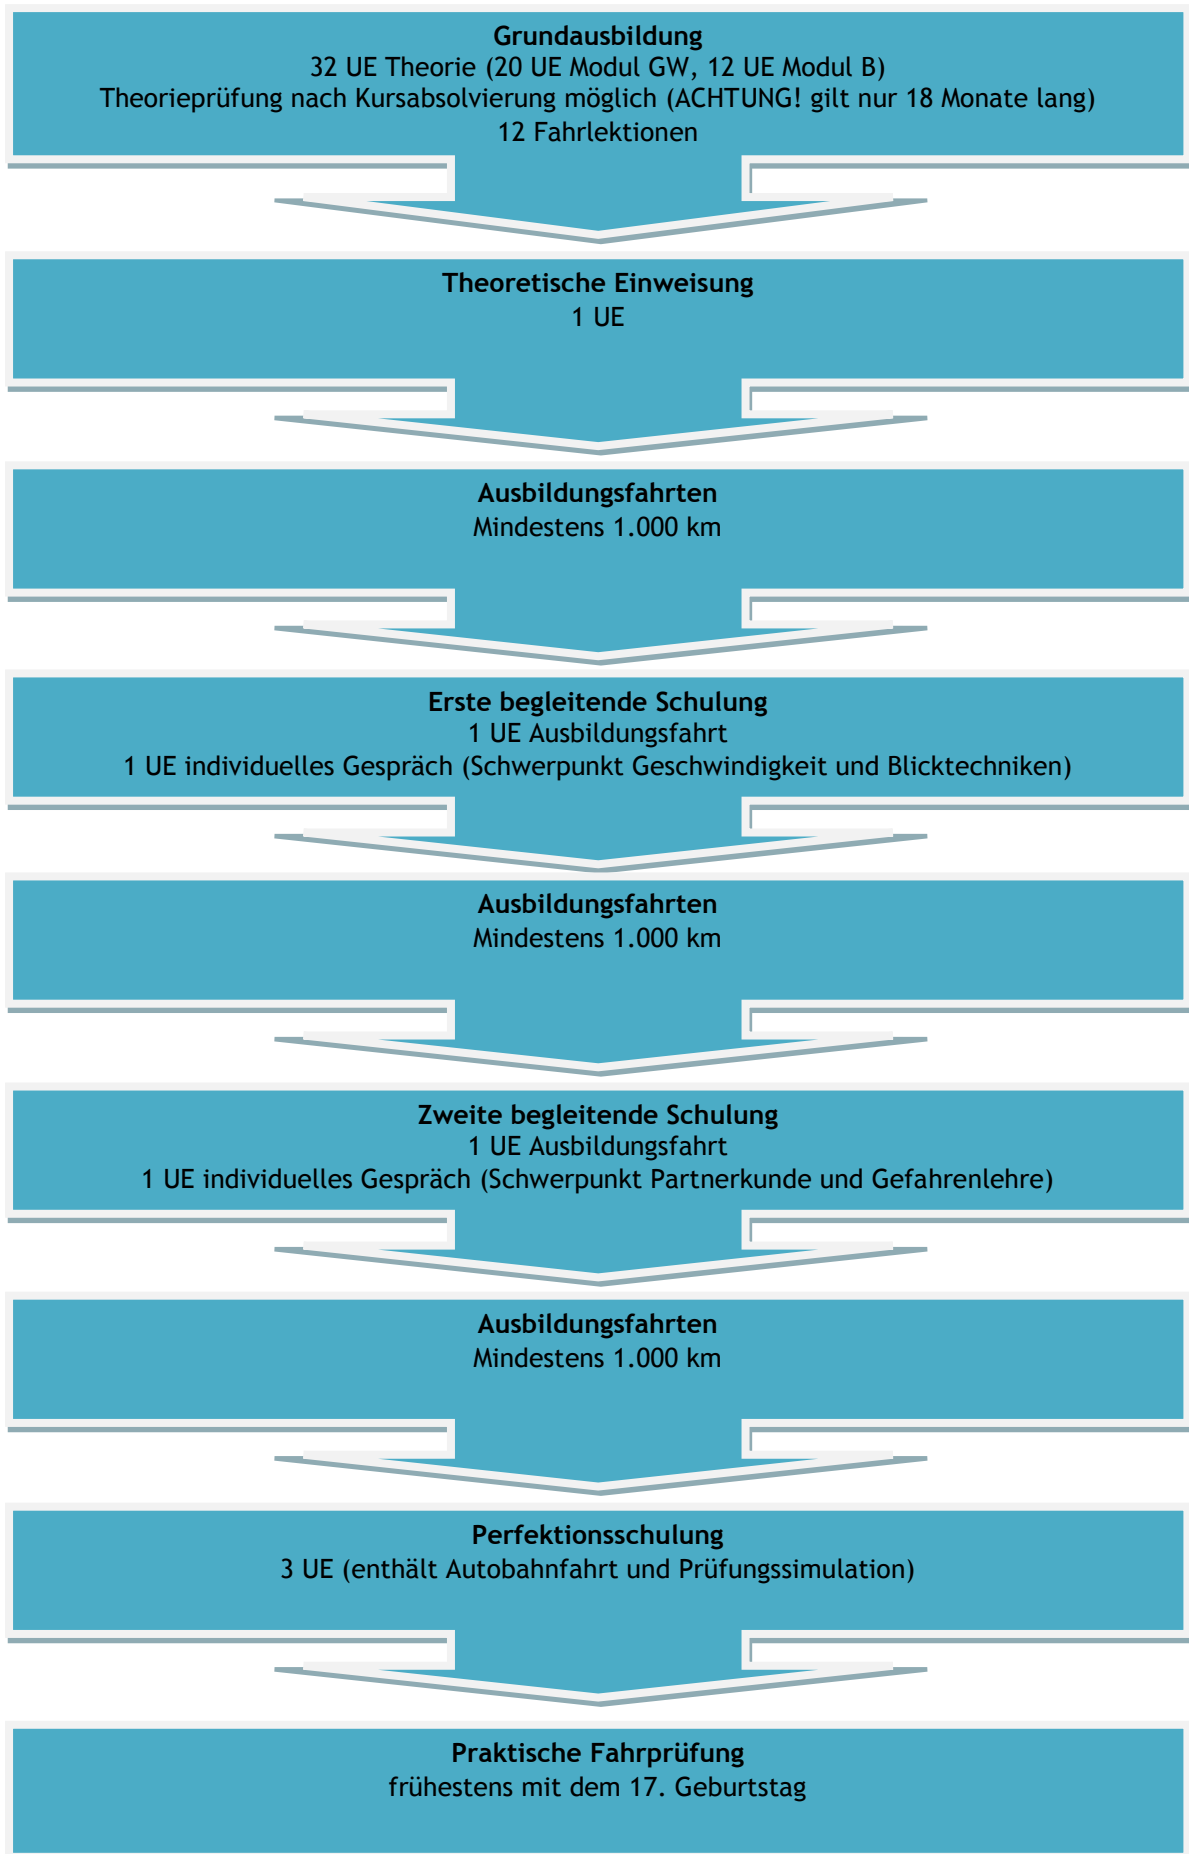 Grundausbildung
32 UE Theorie (20 UE Modul GW, 12 UE Modul B)
Theorieprüfung nach Kursabsolvierung möglich (ACHTUNG! gilt nur 18 Monate lang)
12 Fahrlektionen
Theoretische Einweisung
1 UE
Ausbildungsfahrten
Mindestens 1.000 km
Erste begleitende Schulung
1 UE Ausbildungsfahrt
1 UE individuelles Gespräch (Schwerpunkt Geschwindigkeit und Blicktechniken)
Ausbildungsfahrten
Mindestens 1.000 km
Zweite begleitende Schulung
1 UE Ausbildungsfahrt
1 UE individuelles Gespräch (Schwerpunkt Partnerkunde und Gefahrenlehre)
Ausbildungsfahrten
Mindestens 1.000 km
Perfektionsschulung
3 UE (enthält Autobahnfahrt und Prüfungssimulation)
Praktische Fahrprüfung
frühestens mit dem 17. Geburtstag